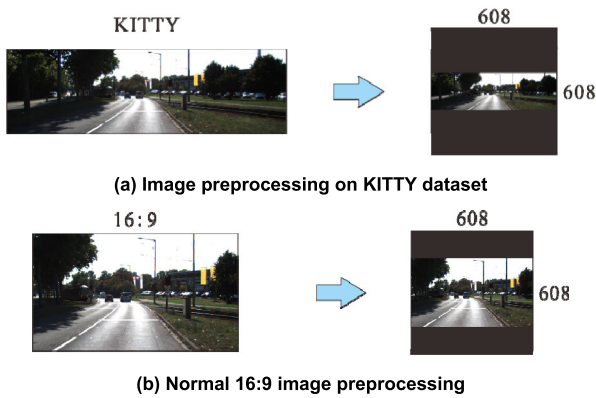 KITTY
608
608
(a) Image preprocessing on KITTY dataset
16:9
608
608
(b) Normal 16:9 image preprocessing